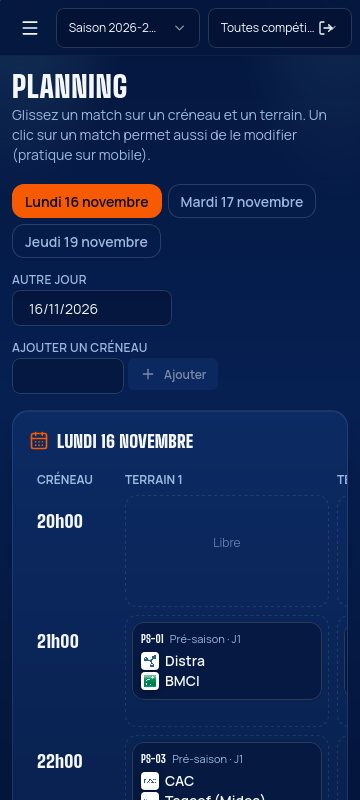 Saison 2026-2...
Toutes compéti...
PLANNING
Glissez un match sur un créneau et un terrain. Un
clic sur un match permet aussi de le modifier
(pratique sur mobile).
Lundi 16 novembre
Mardi 17 novembre
Jeudi 19 novembre
AUTRE JOUR
16/11/2026
AJOUTER UN CRÉNEAU
Ajouter
LUNDI 16 NOVEMBRE
CRÉNEAU
TERRAIN 1
20h00
Libre
21h00
PS-01 Pré-saison · J1
Distra
BMCI
22h00
PS-03 Pré-saison · J1
CAC